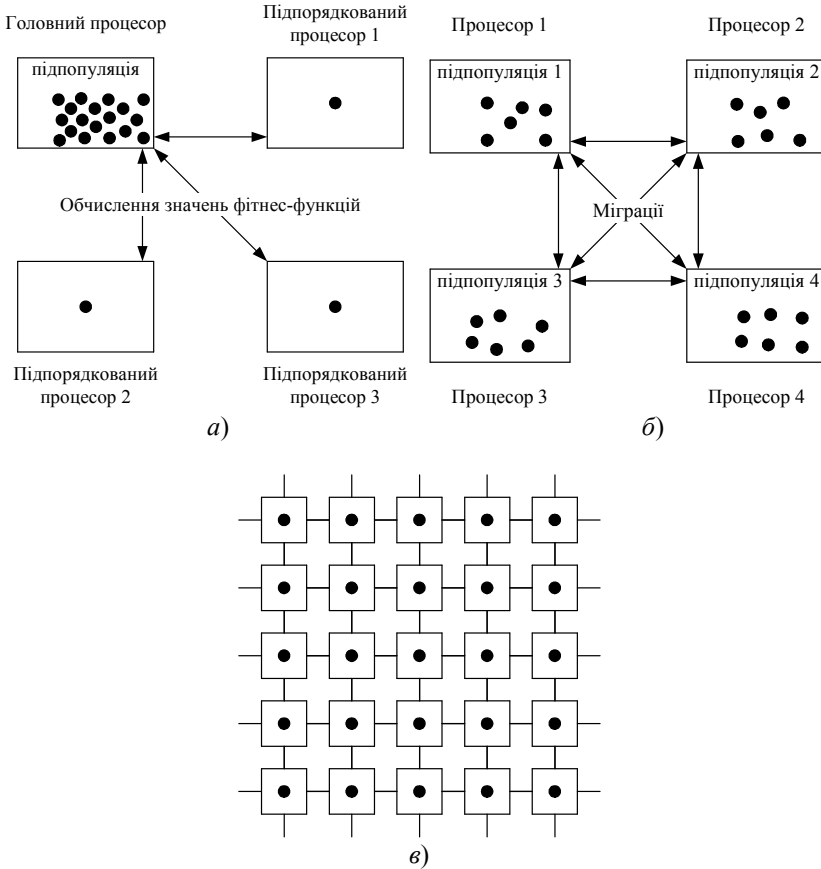 Головний процесор
Підпорядкований
процесор 1
підпопуляція
Обчислення значень фітнес-функцій
Підпорядкований
процесор 2
Підпорядкований
процесор 3
а)
Процесор 1
Процесор 2
підпопуляція 1
підпопуляція 2
Міграції
підпопуляція 3
підпопуляція 4
Процесор 3
Процесор 4
б)
в)